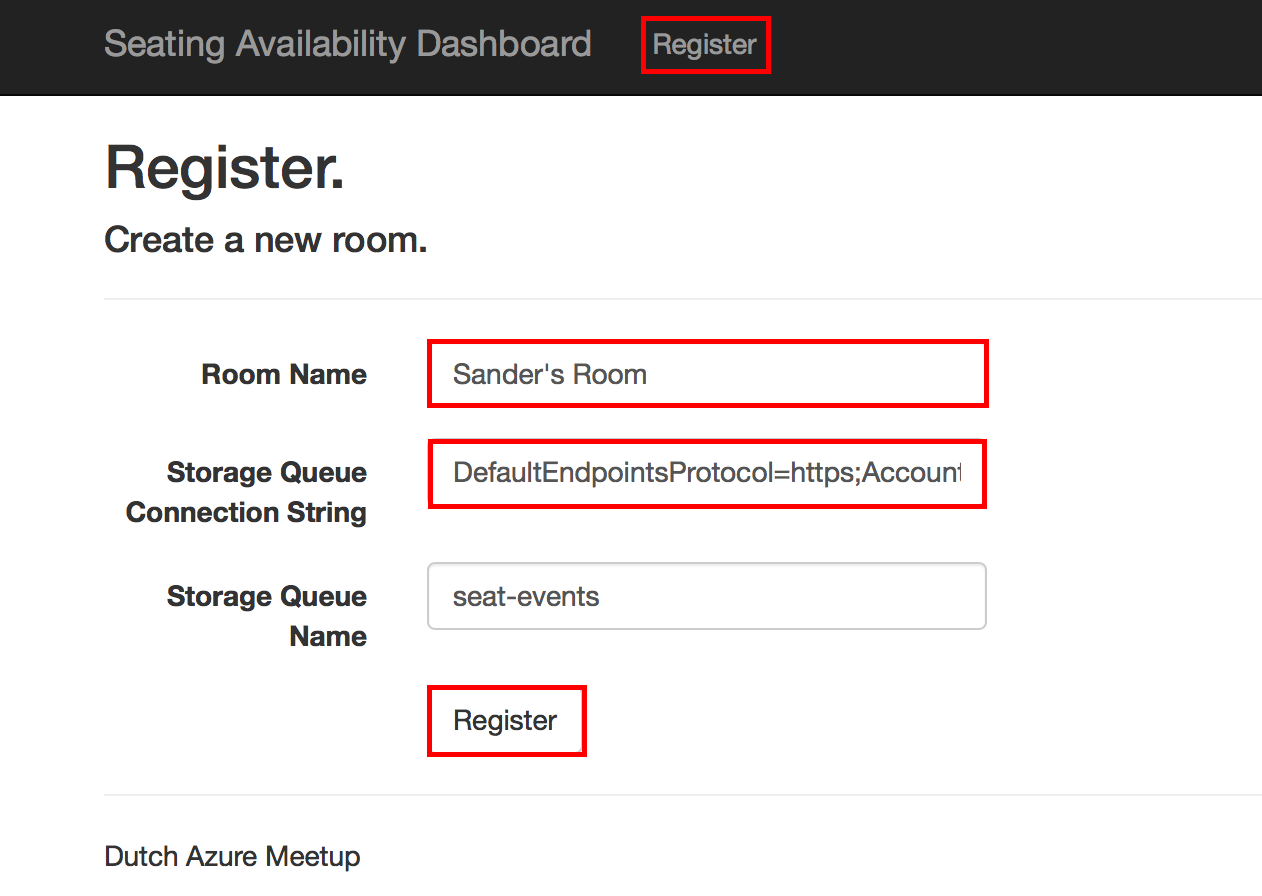 Seating Availability Dashboard Register
Register.
Create a new room.
Room Name Sander's Room
Storage Queue DefaultEndpointsProtocol=https;Account
Connection String
Storage Queue seat-events
Name
Register
Dutch Azure Meetup